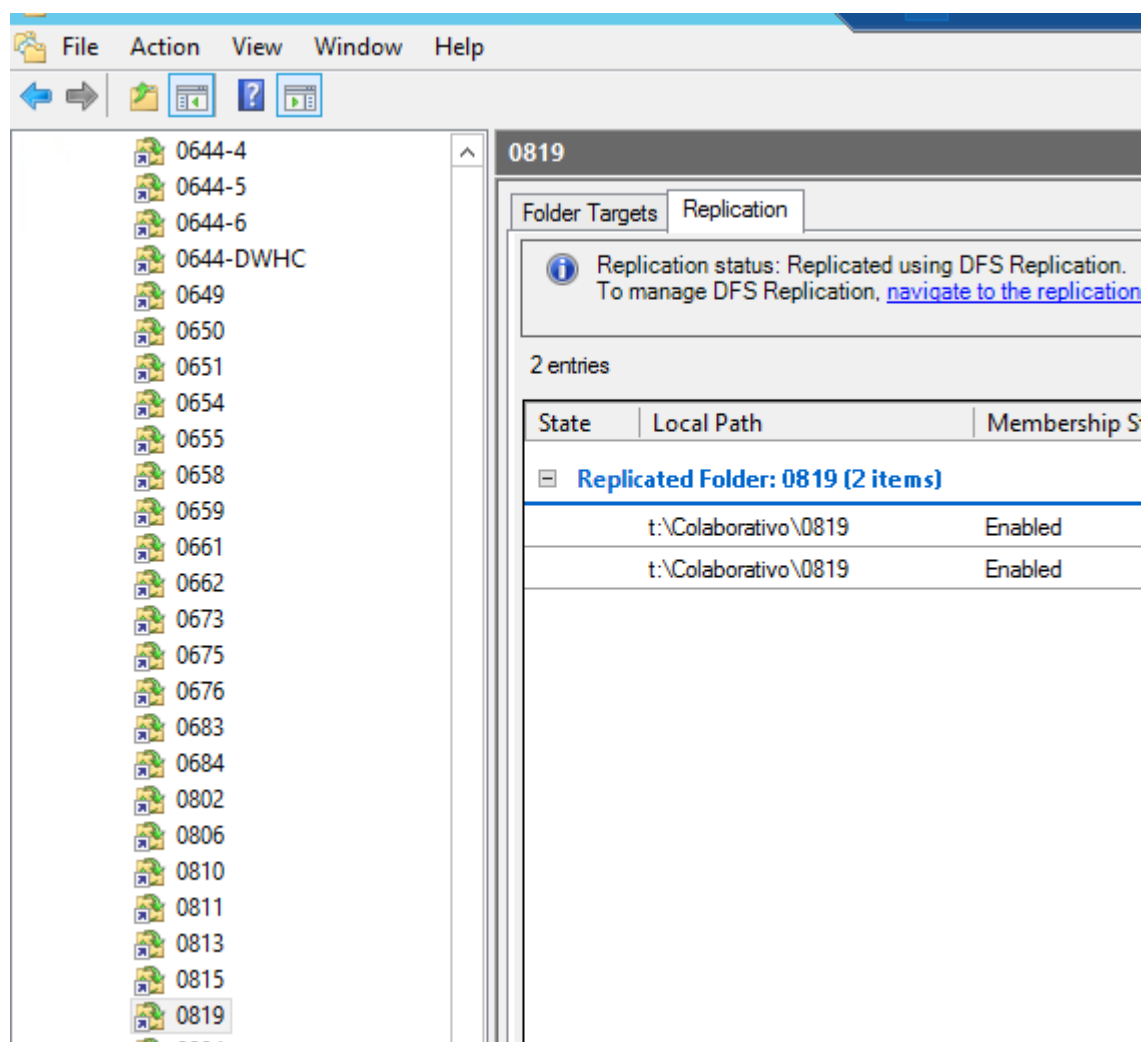 File Action View Window Help
0644-4
0644-5
0644-6
0644-DWHC
0649
0650
0651
0654
0655
0658
0659
0661
0662
0673
0675
0676
0683
0684
0802
0806
0810
0811
0813
0815
0819
0819
Folder Targets Replication
Replication status: Replicated using DFS Replication.
To manage DFS Replication, navigate to the replication
2 entries
State Local Path Membership
Replicated Folder: 0819 (2 items)
t:\Colaborativo\0819 Enabled
t:\Colaborativo\0819 Enabled